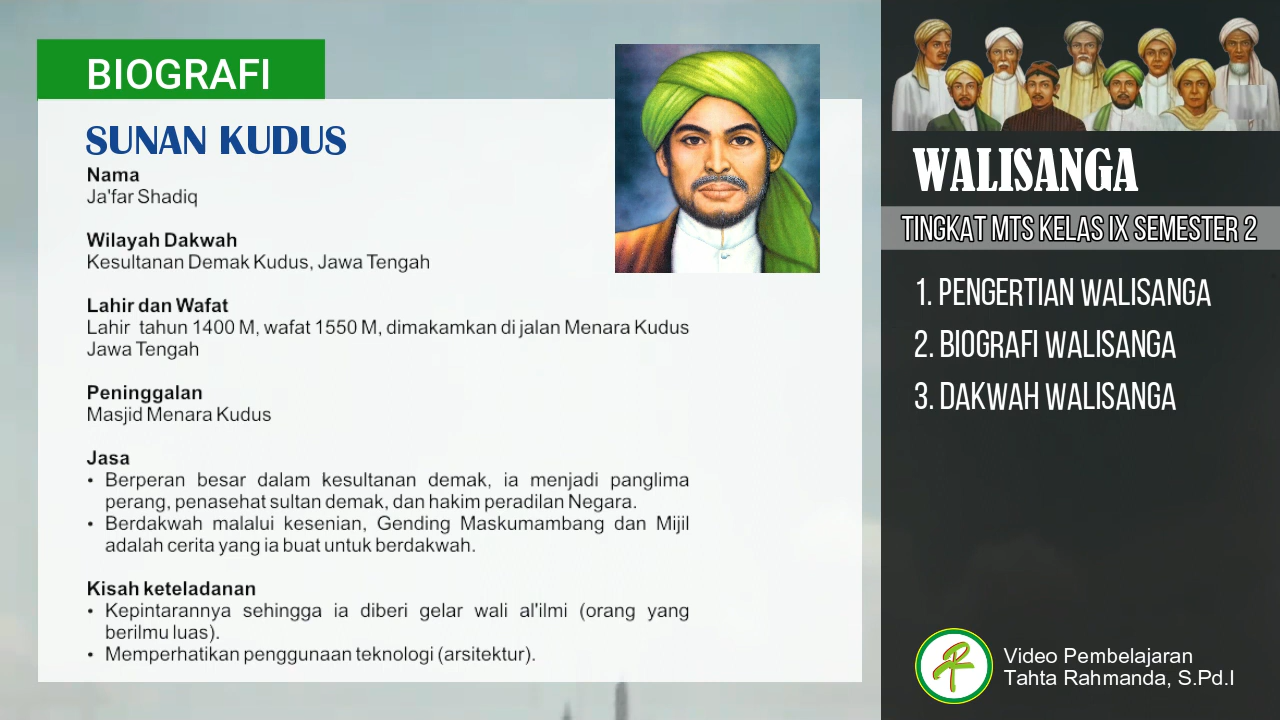 BIOGRAFI
SUNAN KUDUS
Nama
Ja'far Shadiq
Wilayah Dakwah
Kesultanan Demak Kudus, Jawa Tengah
Lahir dan Wafat
Lahir tahun 1400 M, wafat 1550 M, dimakamkan di jalan Menara Kudus
Jawa Tengah
Peninggalan
Masjid Menara Kudus
Jasa
• Berperan besar dalam kesultanan demak, ia menjadi panglima
perang, penasehat sultan demak, dan hakim peradilan Negara.
• Berdakwah malalui kesenian, Gending Maskumambang dan Mijil
adalah cerita yang ia buat untuk berdakwah.
Kisah keteladanan
• Kepintarannya sehingga ia diberi gelar wali al'ilmi (orang yang
berilmu luas).
• Memperhatikan penggunaan teknologi (arsitektur).
WALISANGA
TINGKAT MTS KELAS IX SEMESTER 2
1. PENGERTIAN WALISANGA
2. BIOGRAFI WALISANGA
3. DAKWAH WALISANGA
Video Pembelajaran
Tahta Rahmanda, S.Pd.I